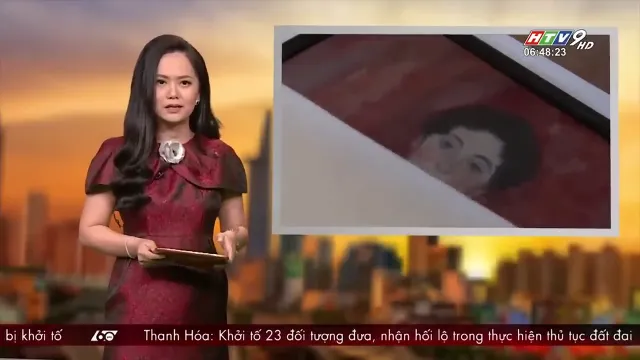 HTV9 HD
06:48:23
bị khởi tố 60 Thanh Hóa: Khởi tố 23 đối tượng đưa, nhận hối lộ trong thực hiện thủ tục đất đai